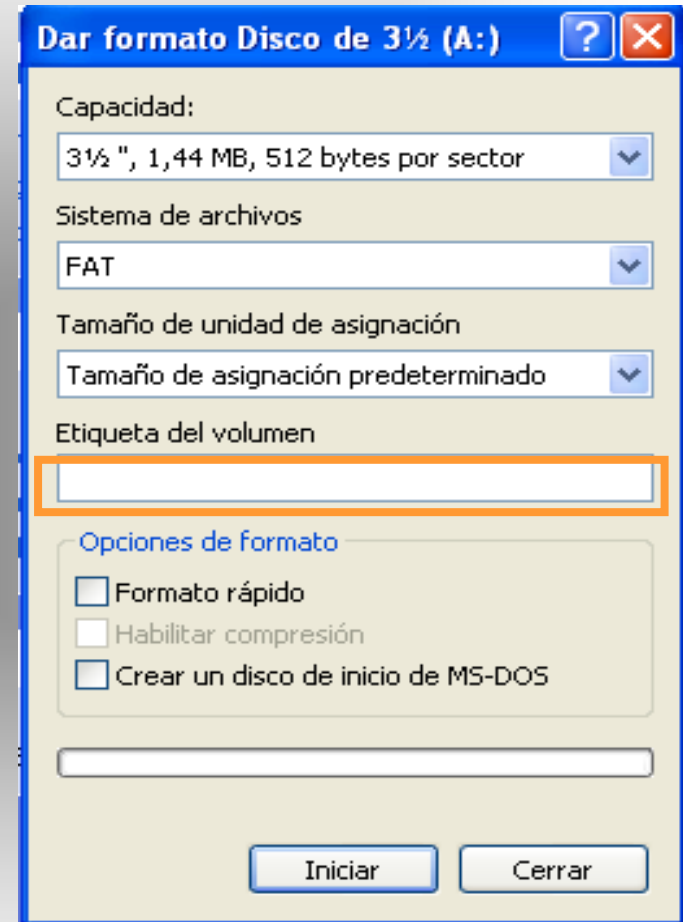 Dar formato Disco de 3½ (A:)
Capacidad:
3½ ", 1,44 MB, 512 bytes por sector
Sistema de archivos
FAT
Tamaño de unidad de asignación
Tamaño de asignación predeterminado
Etiqueta del volumen
Opciones de formato
Formato rápido
Habilitar compresión
Crear un disco de inicio de MS-DOS
Iniciar Cerrar